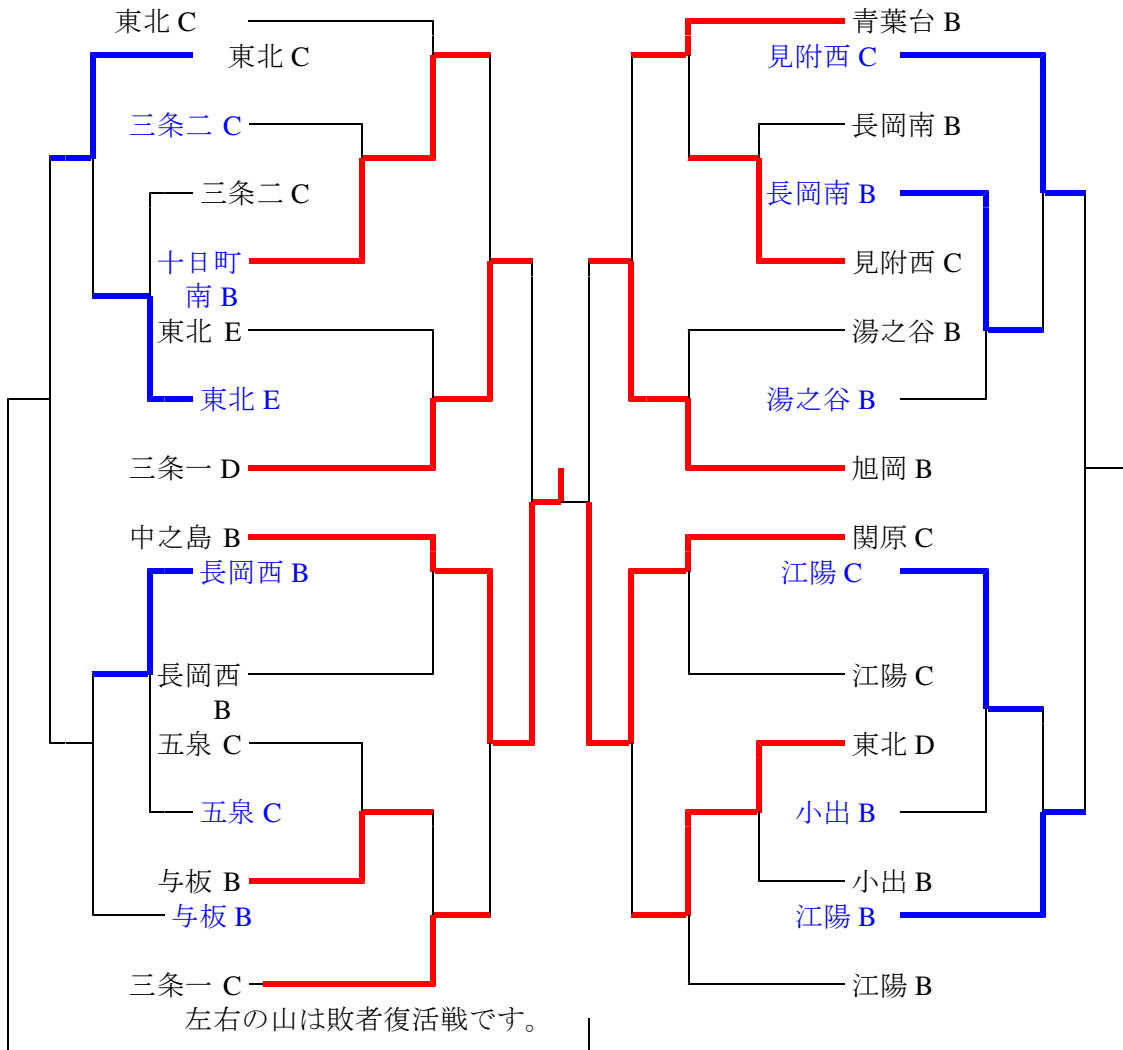 東北 C
東北 C
三条二 C
三条二 C
十日町
南 B
東北 E
東北 E
三条一 D
中之島 B
長岡西 B
長岡西
B
五泉 C
五泉 C
与板 B
与板 B
三条一 C
青葉台 B
見附西 C
長岡南 B
長岡南 B
見附西 C
湯之谷 B
湯之谷 B
旭岡 B
関原 C
江陽 C
江陽 C
東北 D
小出 B
小出 B
江陽 B
江陽 B
左右の山は敗者復活戦です。